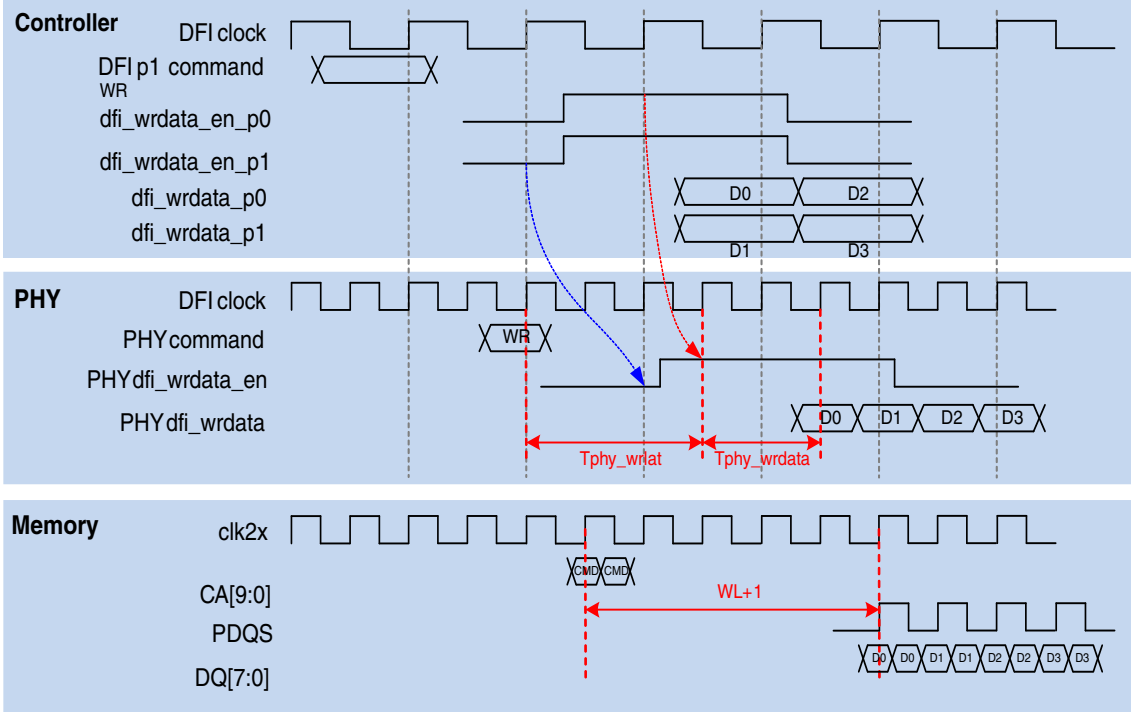 Controller
DFI clock
DFI p1 command
WR
dfi_wrdata_en_p0
dfi_wrdata_en_p1
dfi_wrdata_p0
D0 D2
dfi_wrdata_p1
D1 D3
PHY
DFI clock
PHY command
WR
PHY dfi_wrdata_en
PHY dfi_wrdata
D0 D1 D2 D3
Tphy_wrlat Tphy_wrdata
Memory
clk2x
CMD CMD
CA[9:0]
WL+1
PDQS
DQ[7:0]
D0 D0 D1 D1 D2 D2 D3 D3